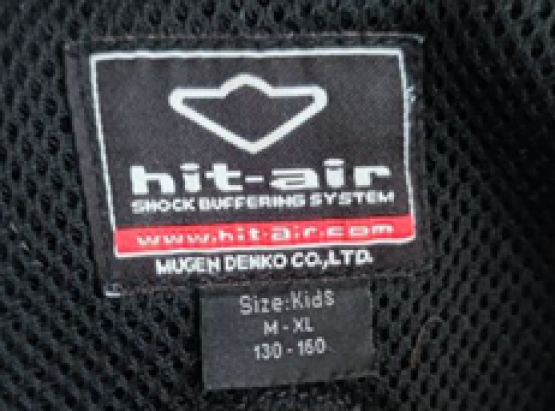 hit-air
SHOCK BUFFERING SYSTEM
www.hit-air.com
MUGEN DENKO CO.,LTD.
Size:Kids
M - XL
130 - 160